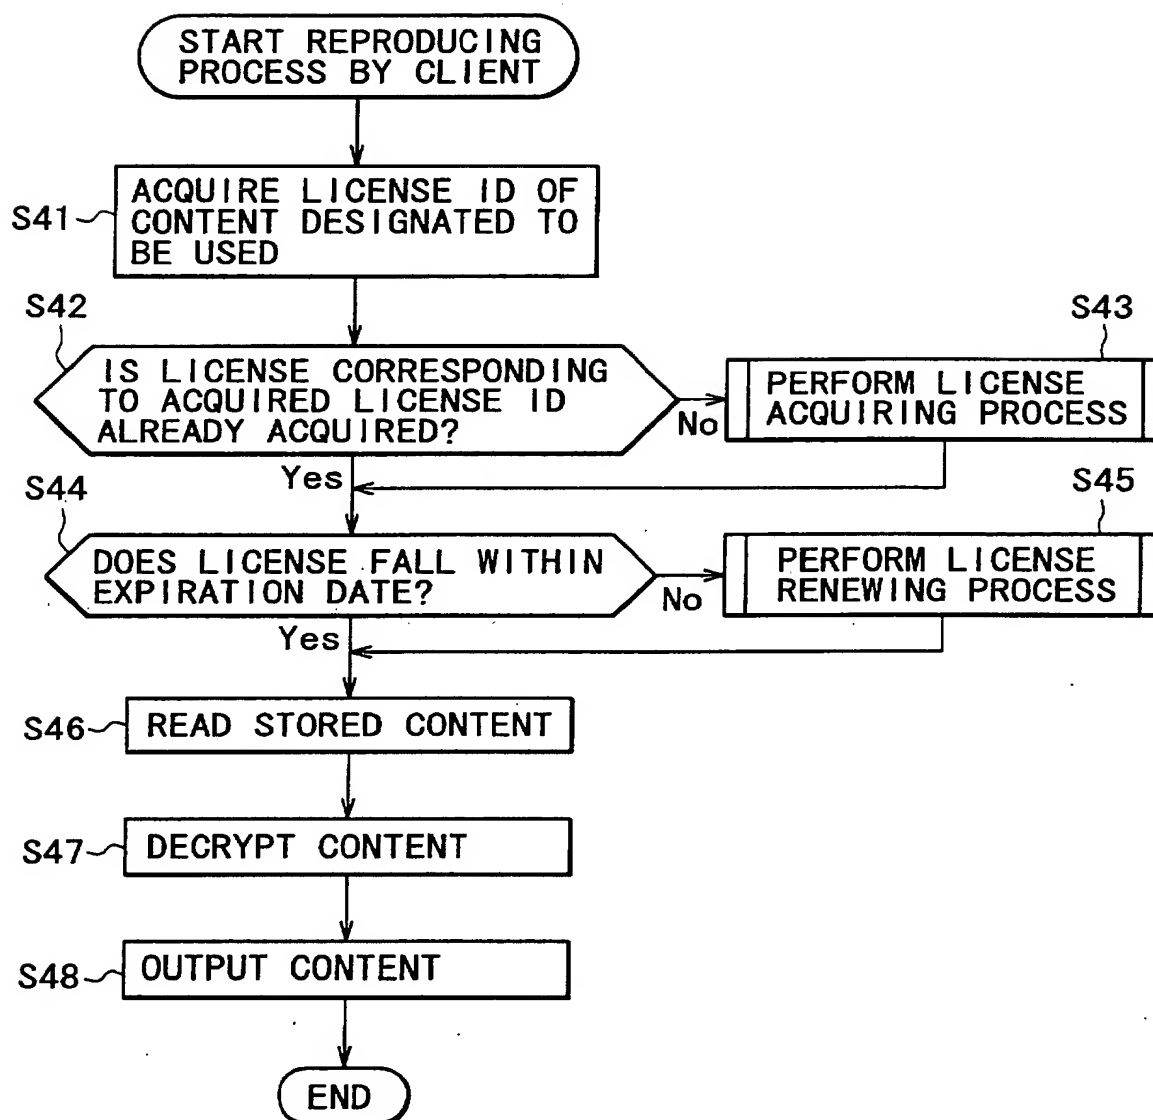 START REPRODUCING
PROCESS BY CLIENT
S41
ACQUIRE LICENSE ID OF
CONTENT DESIGNATED TO
BE USED
S42
IS LICENSE CORRESPONDING
TO ACQUIRED LICENSE ID
ALREADY ACQUIRED?
No
S43
PERFORM LICENSE
ACQUIRING PROCESS
Yes
S44
DOES LICENSE FALL WITHIN
EXPIRATION DATE?
No
S45
PERFORM LICENSE
RENEWING PROCESS
Yes
S46
READ STORED CONTENT
S47
DECRYPT CONTENT
S48
OUTPUT CONTENT
END